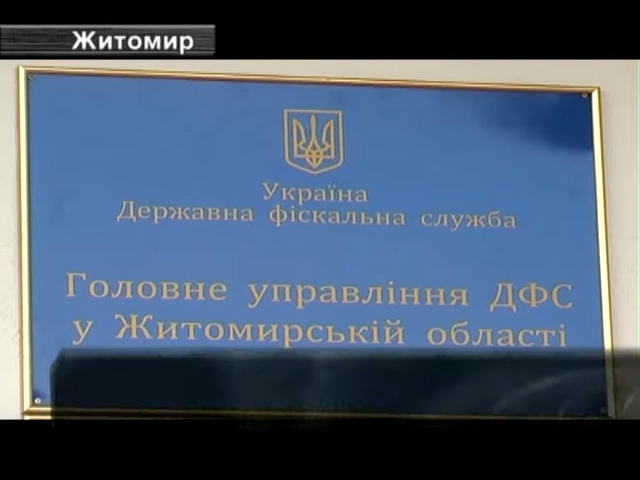 Житомир
Україна
Державна фіскальна служба
Головне управління ДФС
у Житомирській області